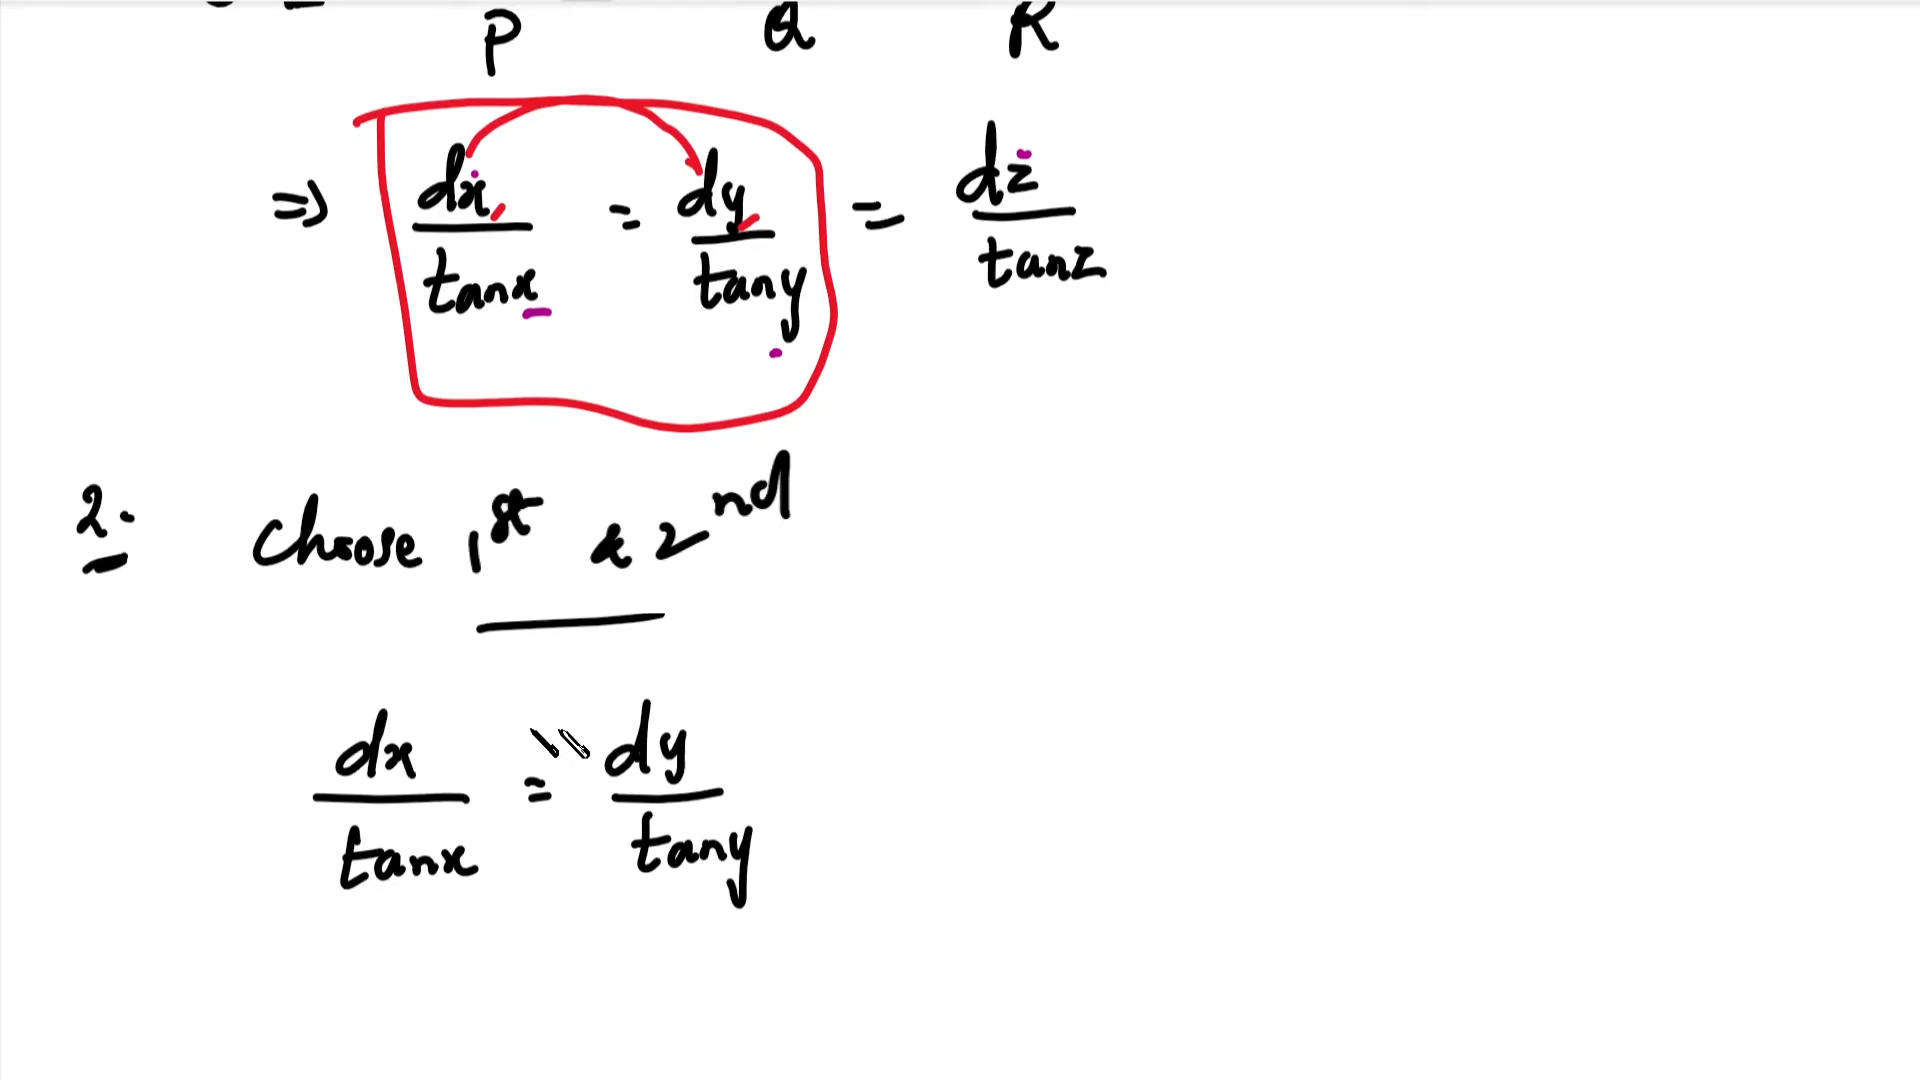 P Q R
=> dx/tanx = dy/tany = dz/tanz
2. Choose 1st & 2nd
dx/tanx = dy/tany